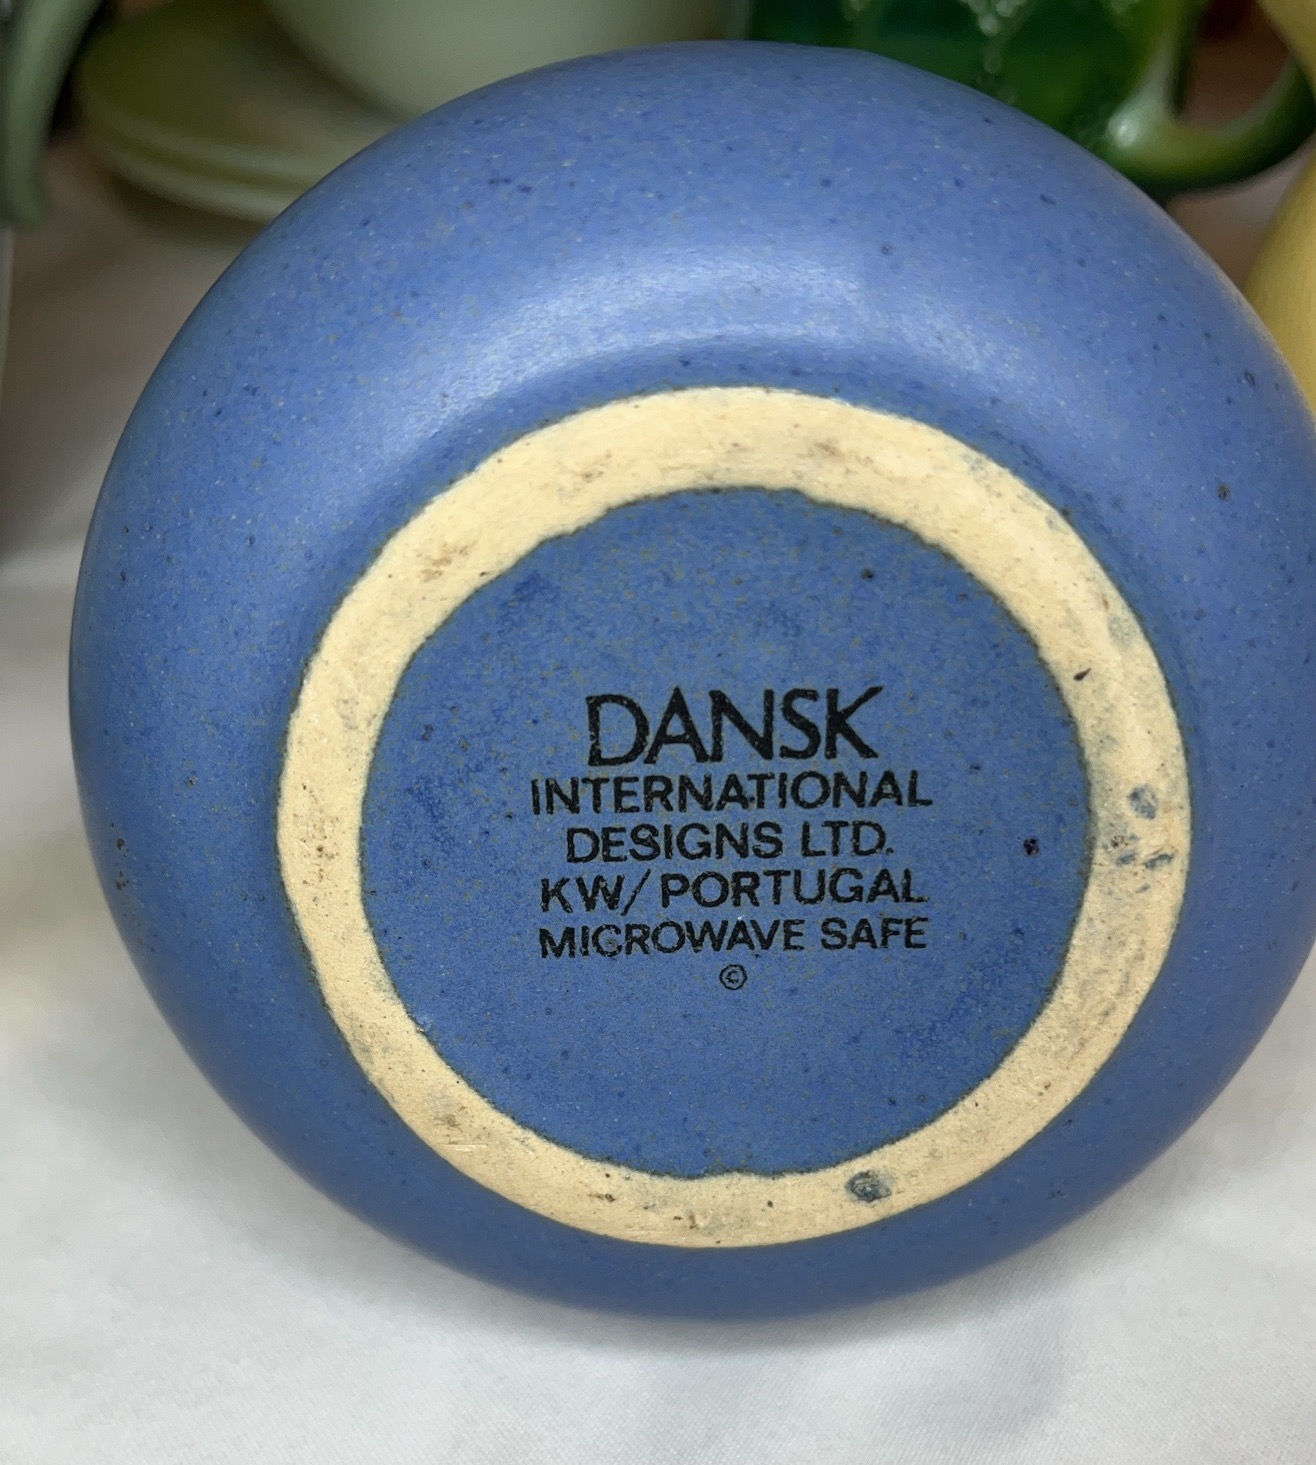 DANSK
INTERNATIONAL
DESIGNS LTD.
KW/PORTUGAL
MICROWAVE SAFE
©